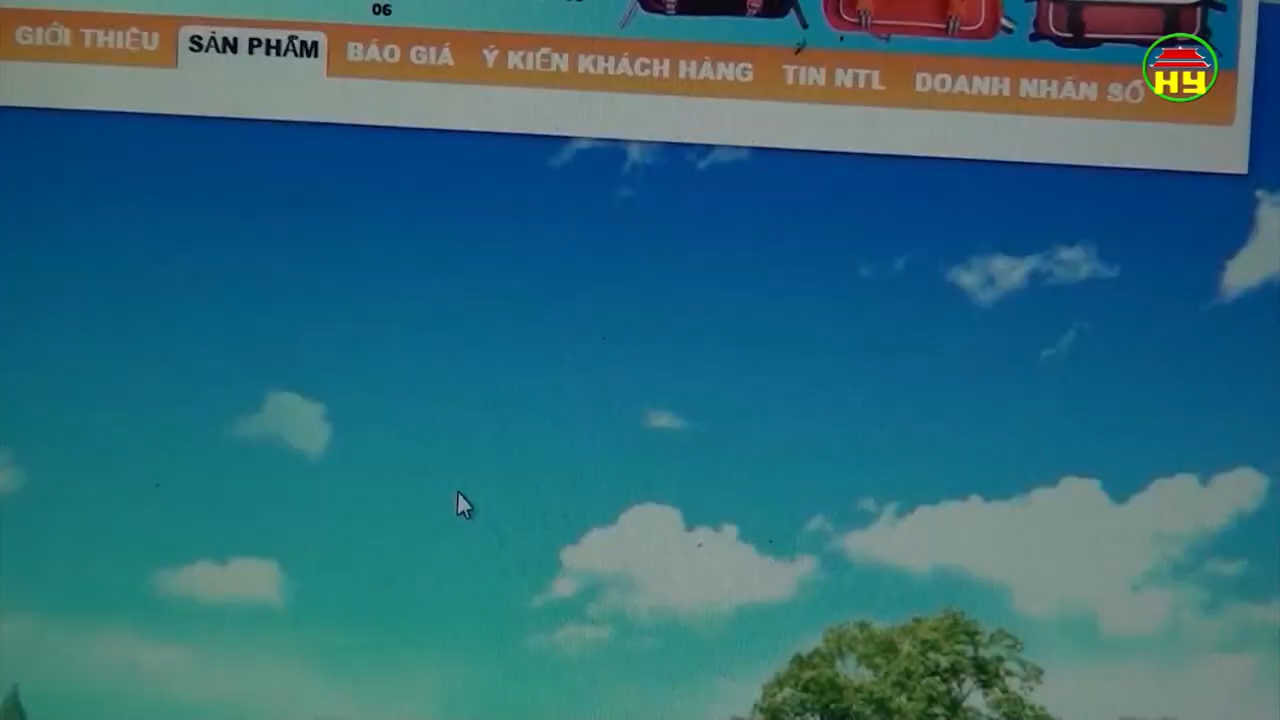 06
GIỚI THIỆU SẢN PHẨM BÁO GIÁ Ý KIẾN KHÁCH HÀNG TIN NTL DOANH NHÂN SỐ
HY